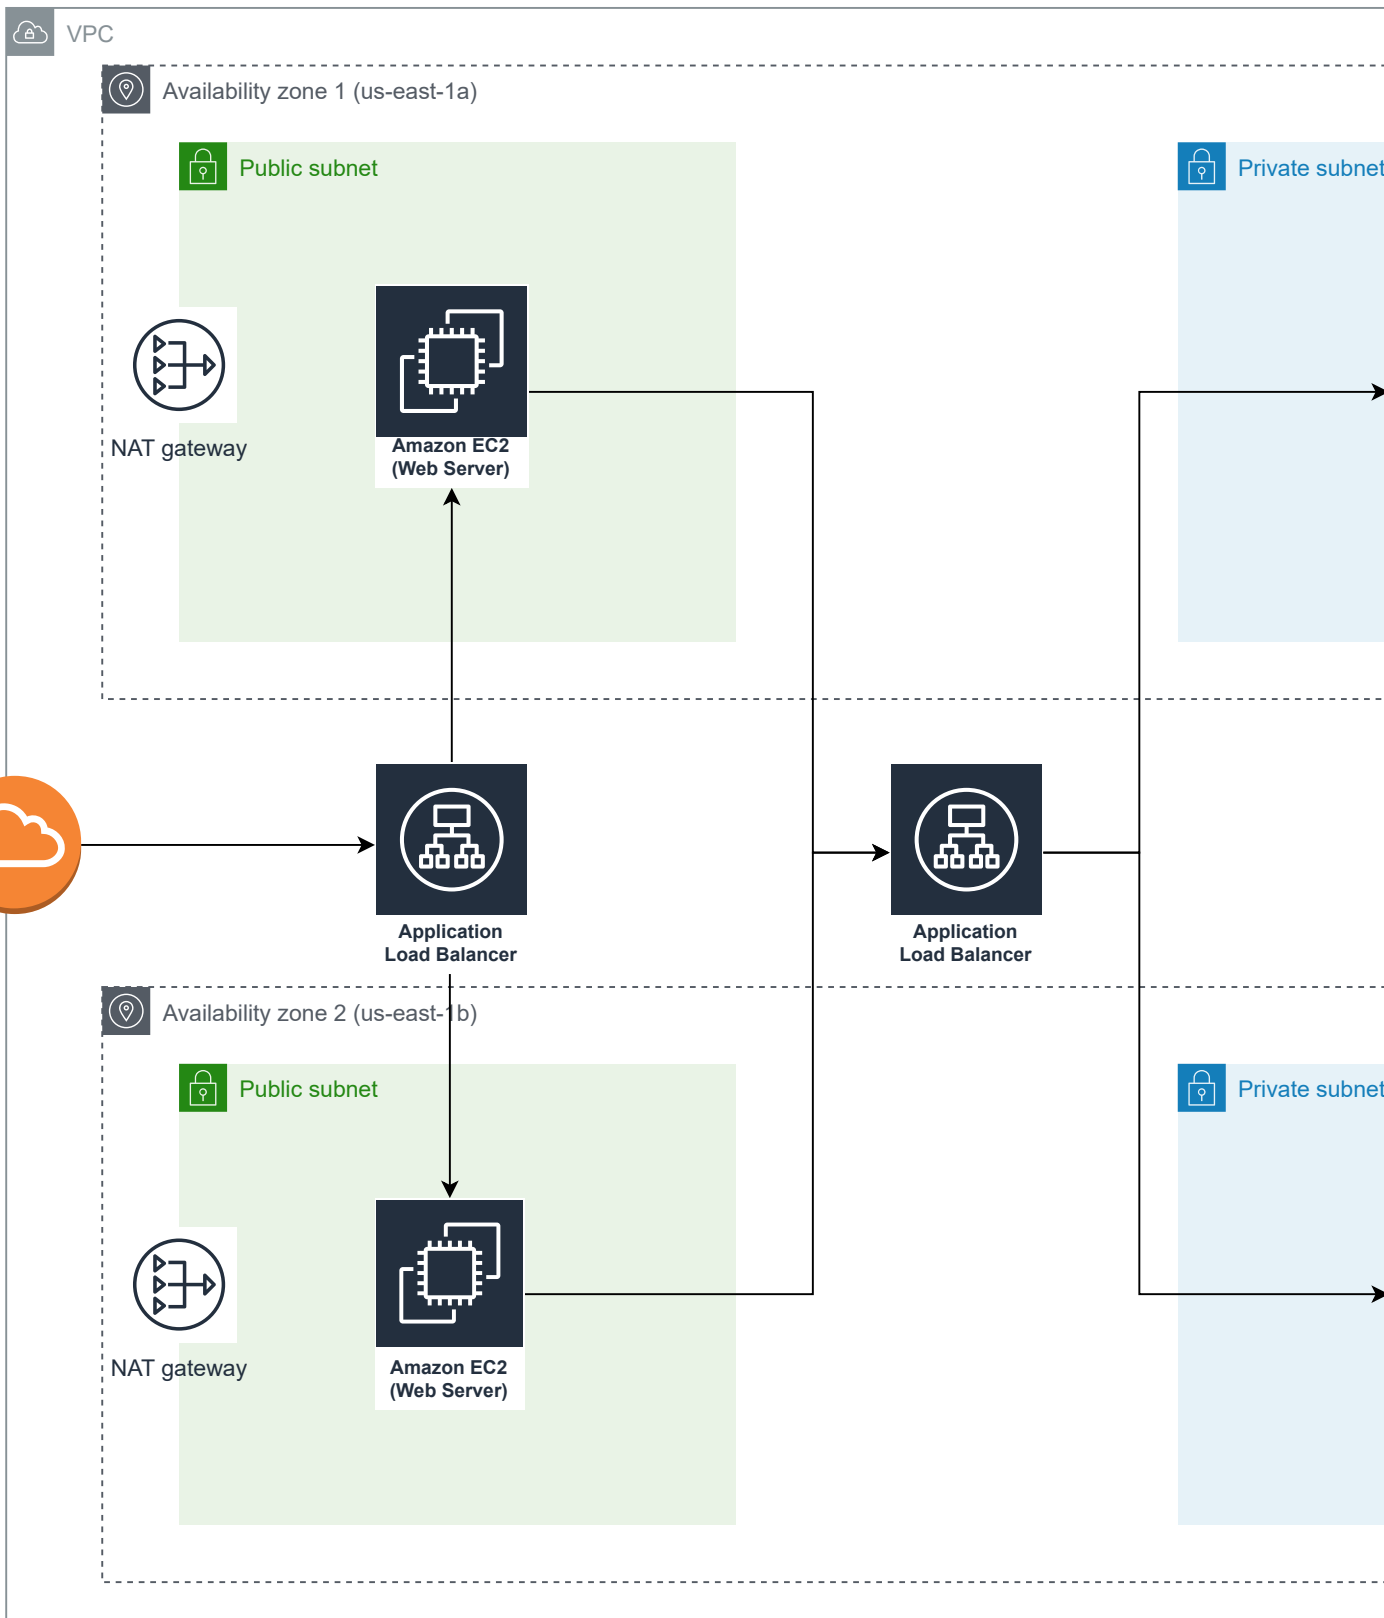 VPC
Availability zone 1 (us-east-1a)
Public subnet
Private subnet
NAT gateway
Amazon EC2
(Web Server)
Application
Load Balancer
Application
Load Balancer
Availability zone 2 (us-east-1b)
Public subnet
Private subnet
NAT gateway
Amazon EC2
(Web Server)